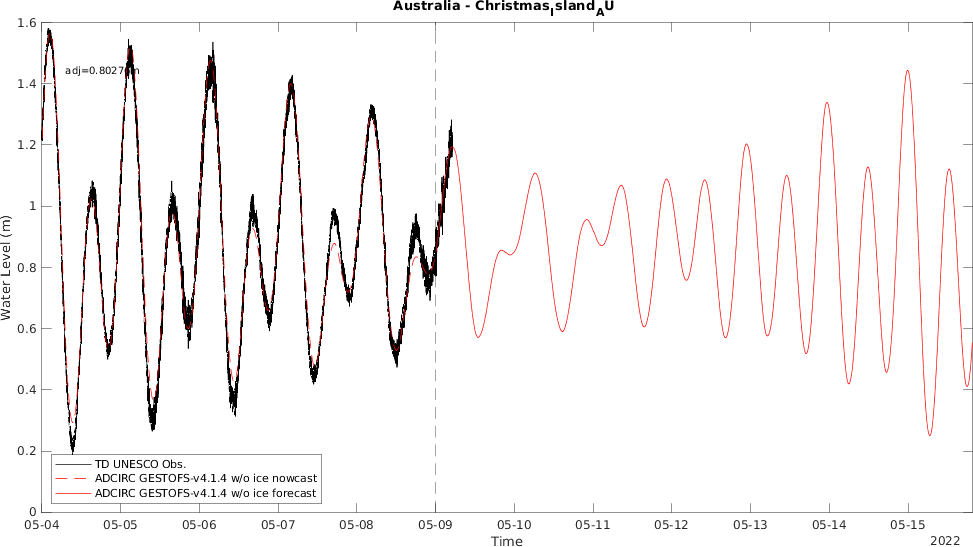 Australia - Christmas_Island_AU
1.6
adj=0.8027 m
1.4
1.2
1
0.8
0.6
0.4
0.2
0
Water Level (m)
TD UNESCO Obs.
ADCIRC GESTOFS-v4.1.4 w/o ice nowcast
ADCIRC GESTOFS-v4.1.4 w/o ice forecast
05-04 05-05 05-06 05-07 05-08 05-09 05-10 05-11 05-12 05-13 05-14 05-15
Time
2022